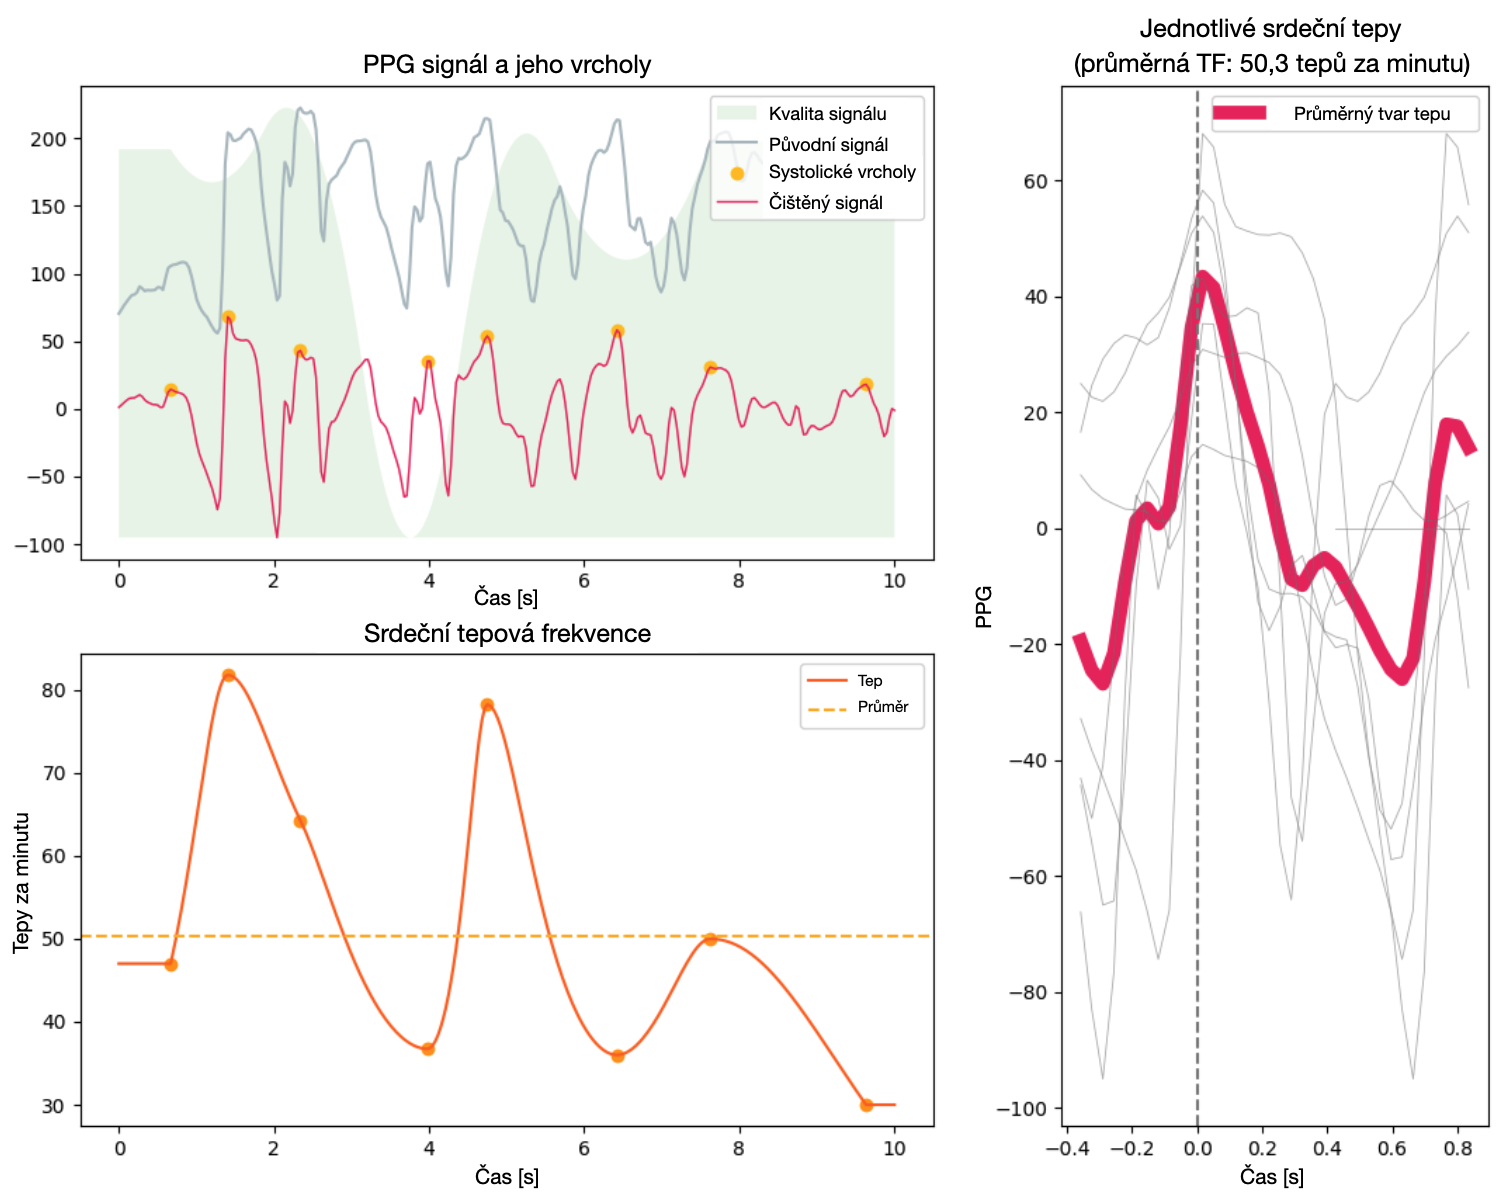 PPG signál a jeho vrcholy
200
150
100
50
0
−50
−100
Kvalita signálu
Původní signál
Systolické vrcholy
Čištěný signál
0 2 4 6 8 10
Čas [s]
Srdeční tepová frekvence
Tepy za minutu
80
70
60
50
40
30
Tep
Průměr
0 2 4 6 8 10
Čas [s]
Jednotlivé srdeční tepy
(průměrná TF: 50,3 tepů za minutu)
Průměrný tvar tepu
PPG
60
40
20
0
−20
−40
−60
−80
−100
−0.4 −0.2 0.0 0.2 0.4 0.6 0.8
Čas [s]